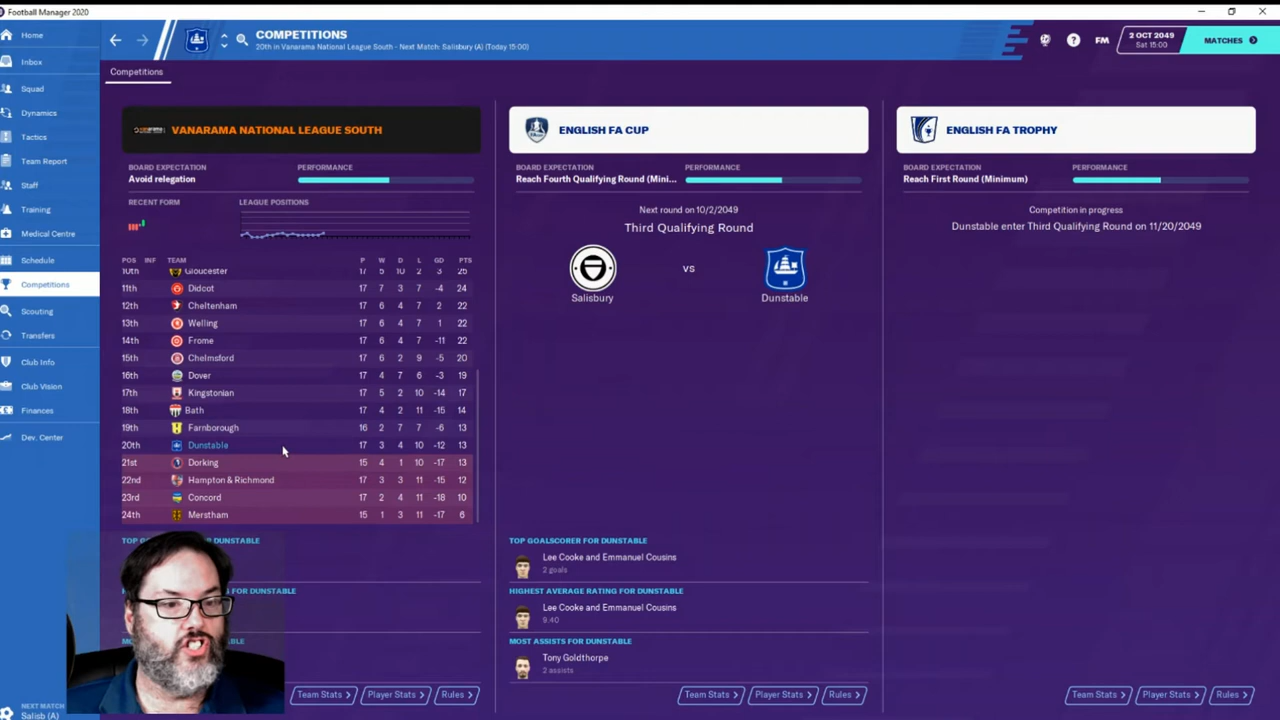 Football Manager 2020
Home
Inbox
Squad
Dynamics
Tactics
Team Report
Staff
Training
Medical Centre
Schedule
Competitions
Scouting
Transfers
Club Info
Club Vision
Finances
Dev. Center
NEXT MATCH
Salisb (A)
COMPETITIONS
20th in Vanarama National League South - Next Match: Salisbury (A) (Today 15:00)
FM
2 OCT 2049
Sat 15:00
MATCHES
Competitions
VANARAMA NATIONAL LEAGUE SOUTH
BOARD EXPECTATION PERFORMANCE
Avoid relegation
RECENT FORM LEAGUE POSITIONS
POS INF TEAM P W D L GD PTS
10th Gloucester 17 5 10 2 3 25
11th Didcot 17 7 3 7 -4 24
12th Cheltenham 17 6 4 7 2 22
13th Welling 17 6 4 7 1 22
14th Frome 17 6 4 7 -11 22
15th Chelmsford 17 6 2 9 -5 20
16th Dover 17 4 7 6 -3 19
17th Kingstonian 17 5 2 10 -14 17
18th Bath 17 4 2 11 -15 14
19th Farnborough 16 2 7 7 -6 13
20th Dunstable 17 3 4 10 -12 13
21st Dorking 15 4 1 10 -17 13
22nd Hampton & Richmond 17 3 3 11 -15 12
23rd Concord 17 2 4 11 -18 10
24th Merstham 15 1 3 11 -17 6
DUNSTABLE
FOR DUNSTABLE
Team Stats > Player Stats > Rules >
ENGLISH FA CUP
BOARD EXPECTATION PERFORMANCE
Reach Fourth Qualifying Round (Mini...
Next round on 10/2/2049
Third Qualifying Round
vs
Salisbury Dunstable
TOP GOALSCORER FOR DUNSTABLE
Lee Cooke and Emmanuel Cousins
2 goals
HIGHEST AVERAGE RATING FOR DUNSTABLE
Lee Cooke and Emmanuel Cousins
9.40
MOST ASSISTS FOR DUNSTABLE
Tony Goldthorpe
2 assists
Team Stats > Player Stats > Rules >
ENGLISH FA TROPHY
BOARD EXPECTATION PERFORMANCE
Reach First Round (Minimum)
Competition in progress
Dunstable enter Third Qualifying Round on 11/20/2049
Team Stats > Player Stats > Rules >